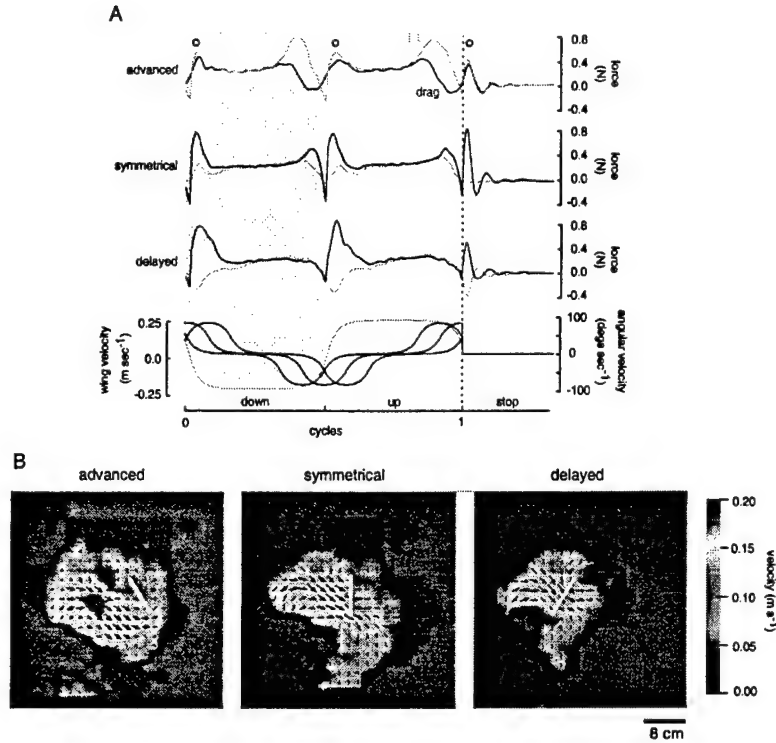 A
advanced
drag
0.8
0.4
0.0
-0.4
force
(N)
symmetrical
0.8
0.4
0.0
-0.4
force
(N)
delayed
0.8
0.4
0.0
-0.4
force
(N)
wing velocity
(m sec⁻¹)
0.25
0.0
-0.25
100
0
-100
angular velocity
(degs sec⁻¹)
down
up
stop
0
cycles
1
B
advanced
symmetrical
delayed
0.20
0.15
0.10
0.05
0.00
velocity (m s⁻¹)
8 cm